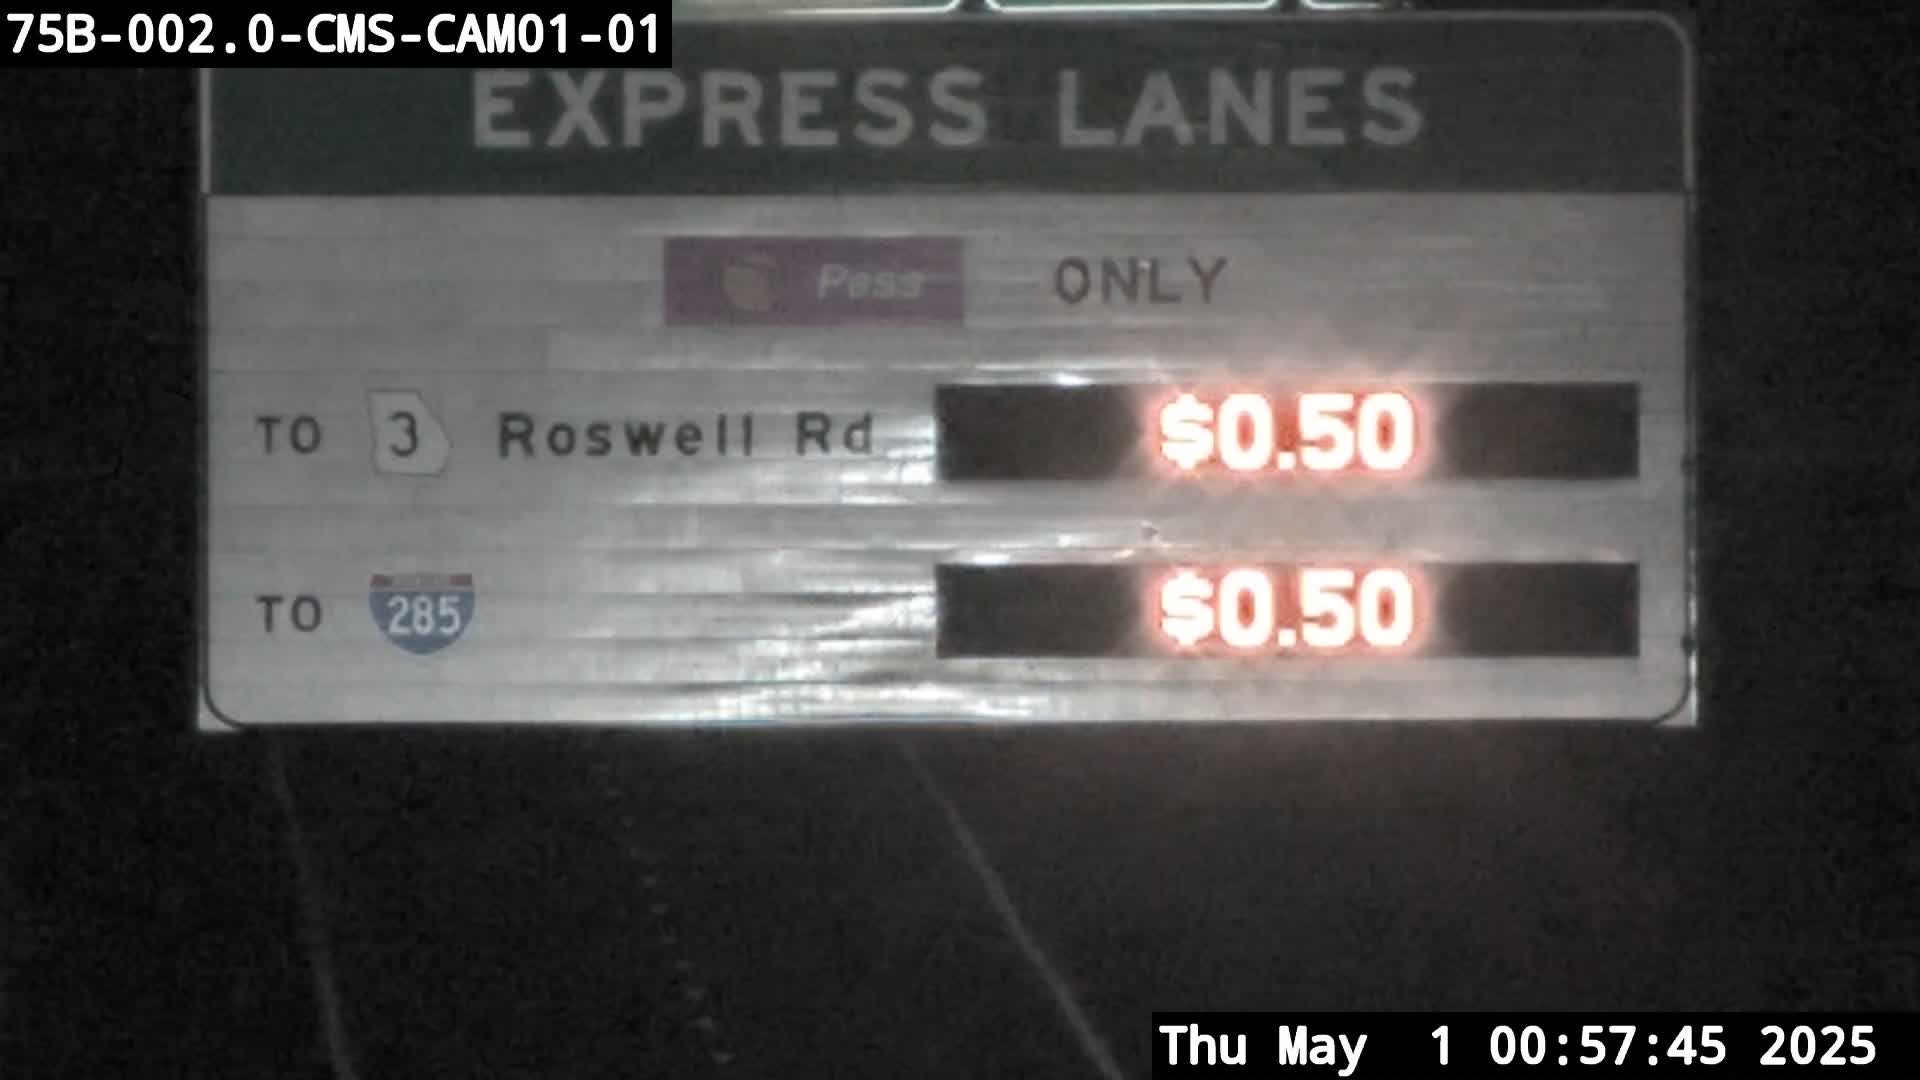 75B-002.0-CMS-CAM01-01
EXPRESS LANES
Pass ONLY
TO 3 Roswell Rd $0.50
TO 285 $0.50
Thu May 1 00:57:45 2025